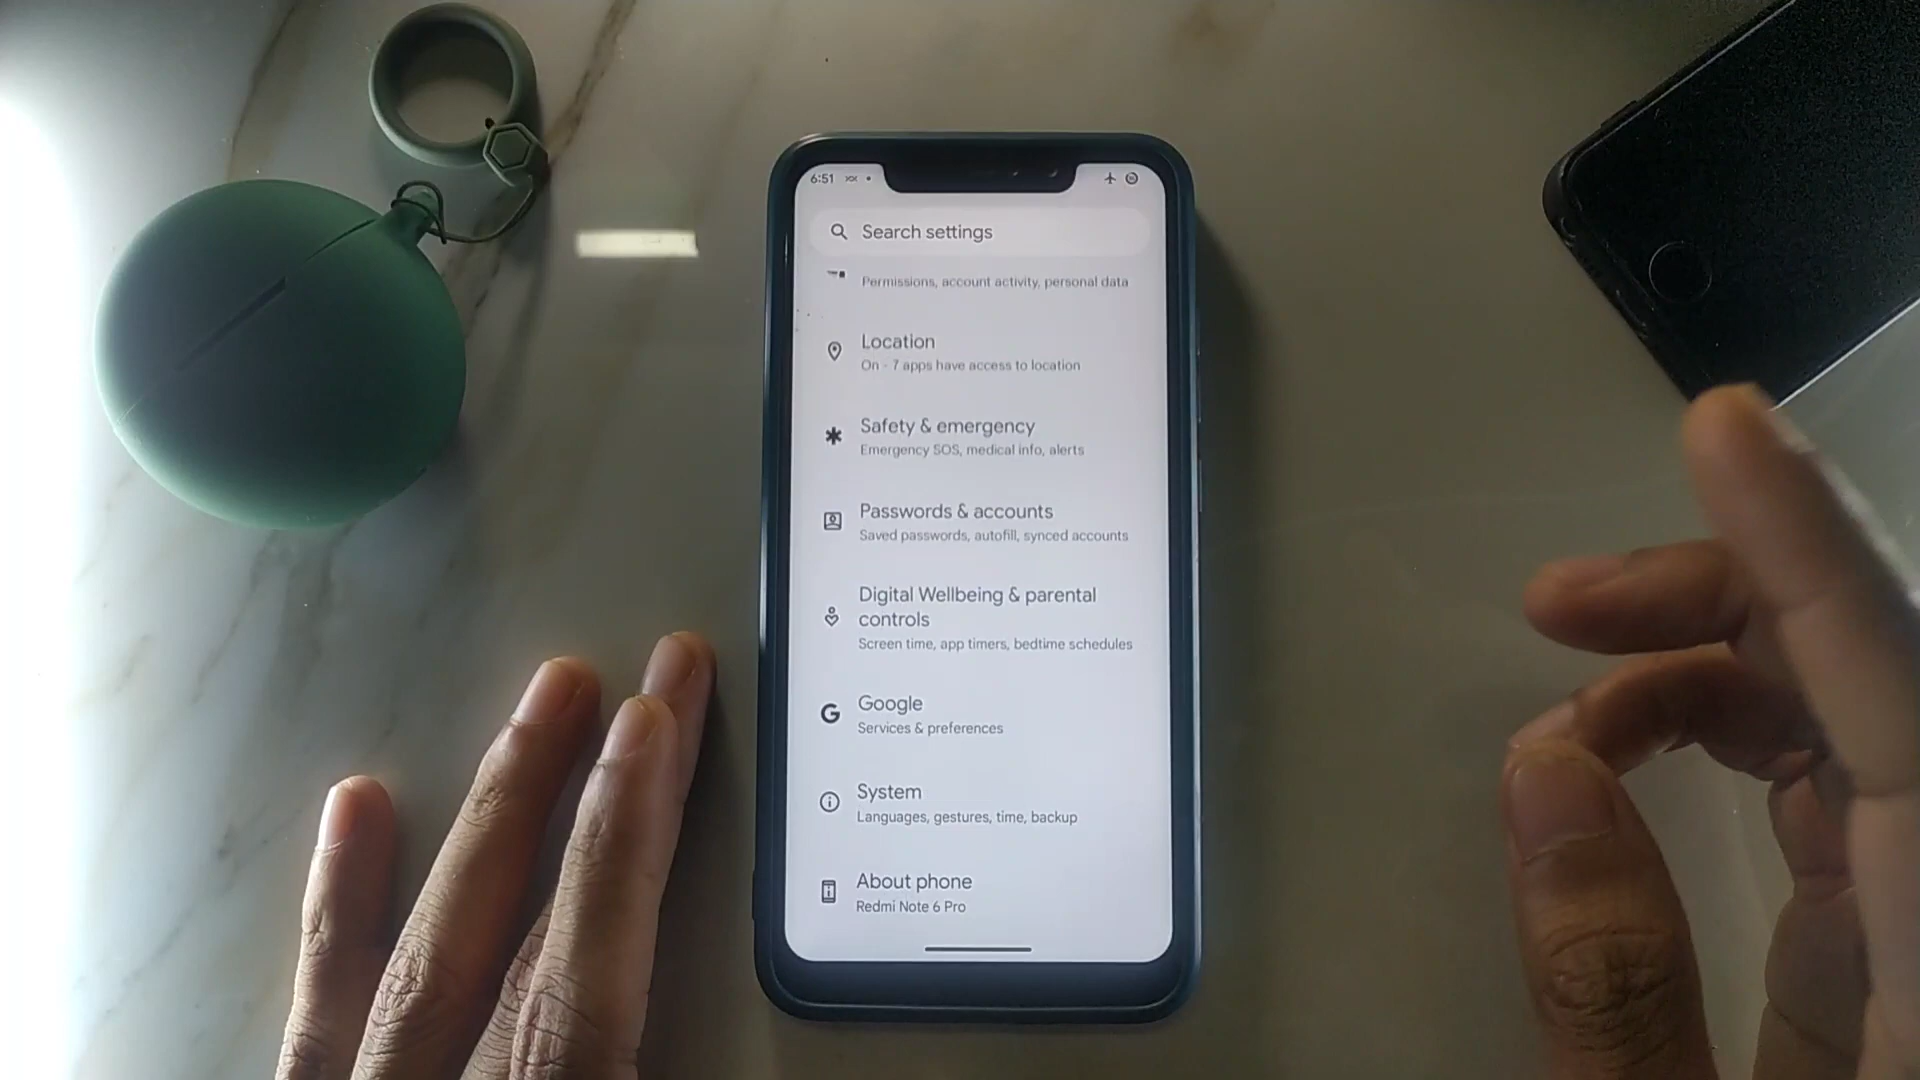 6:51
Search settings
Permissions, account activity, personal data
Location
On - 7 apps have access to location
Safety & emergency
Emergency SOS, medical info, alerts
Passwords & accounts
Saved passwords, autofill, synced accounts
Digital Wellbeing & parental
controls
Screen time, app timers, bedtime schedules
Google
Services & preferences
System
Languages, gestures, time, backup
About phone
Redmi Note 6 Pro